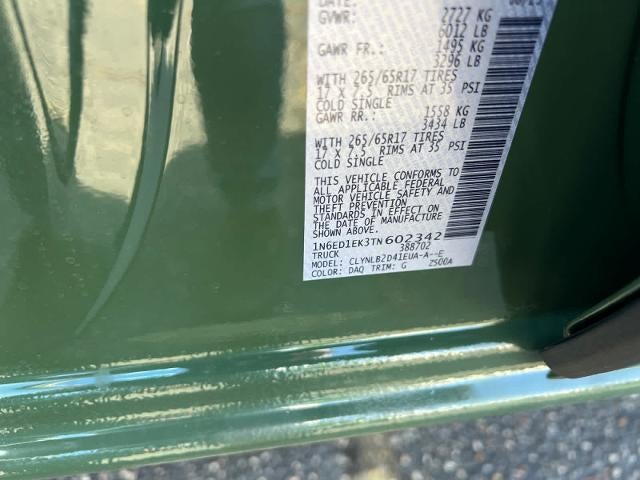 DATE:
GVWR: 2727 KG
6012 LB
GAWR FR.: 1495 KG
3296 LB
WITH 265/65R17 TIRES
17 X 7.5 RIMS AT 35 PSI
COLD SINGLE
GAWR RR.: 1558 KG
3434 LB
WITH 265/65R17 TIRES
17 X 7.5 RIMS AT 35 PSI
COLD SINGLE
THIS VEHICLE CONFORMS TO
ALL APPLICABLE FEDERAL
MOTOR VEHICLE SAFETY AND
THEFT PREVENTION
STANDARDS IN EFFECT ON
THE DATE OF MANUFACTURE
SHOWN ABOVE.
1N6ED1EK3TN602342
TRUCK 388702
MODEL: CLYNLB2D41EUA-A--E
COLOR: DAQ TRIM: G 2500A